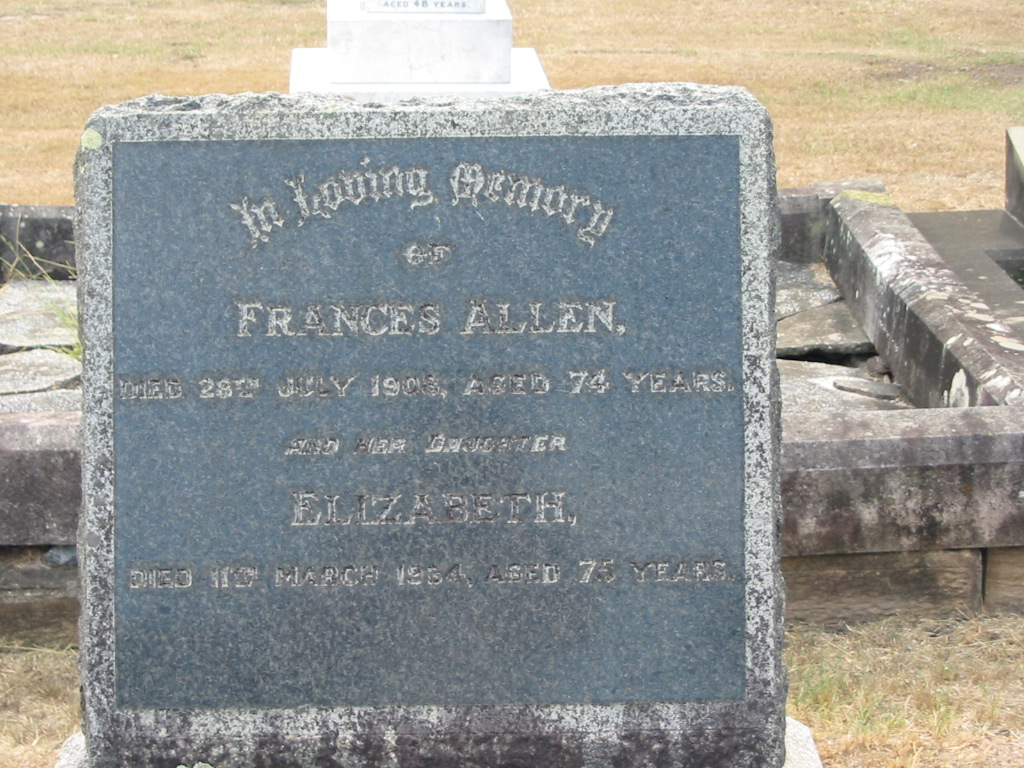 AGED 48 YEARS.
In Loving Memory
OF
FRANCES ALLEN,
DIED 28TH JULY 1908, AGED 74 YEARS.
AND HER DAUGHTER
ELIZABETH,
DIED 11TH MARCH 1934, AGED 75 YEARS.